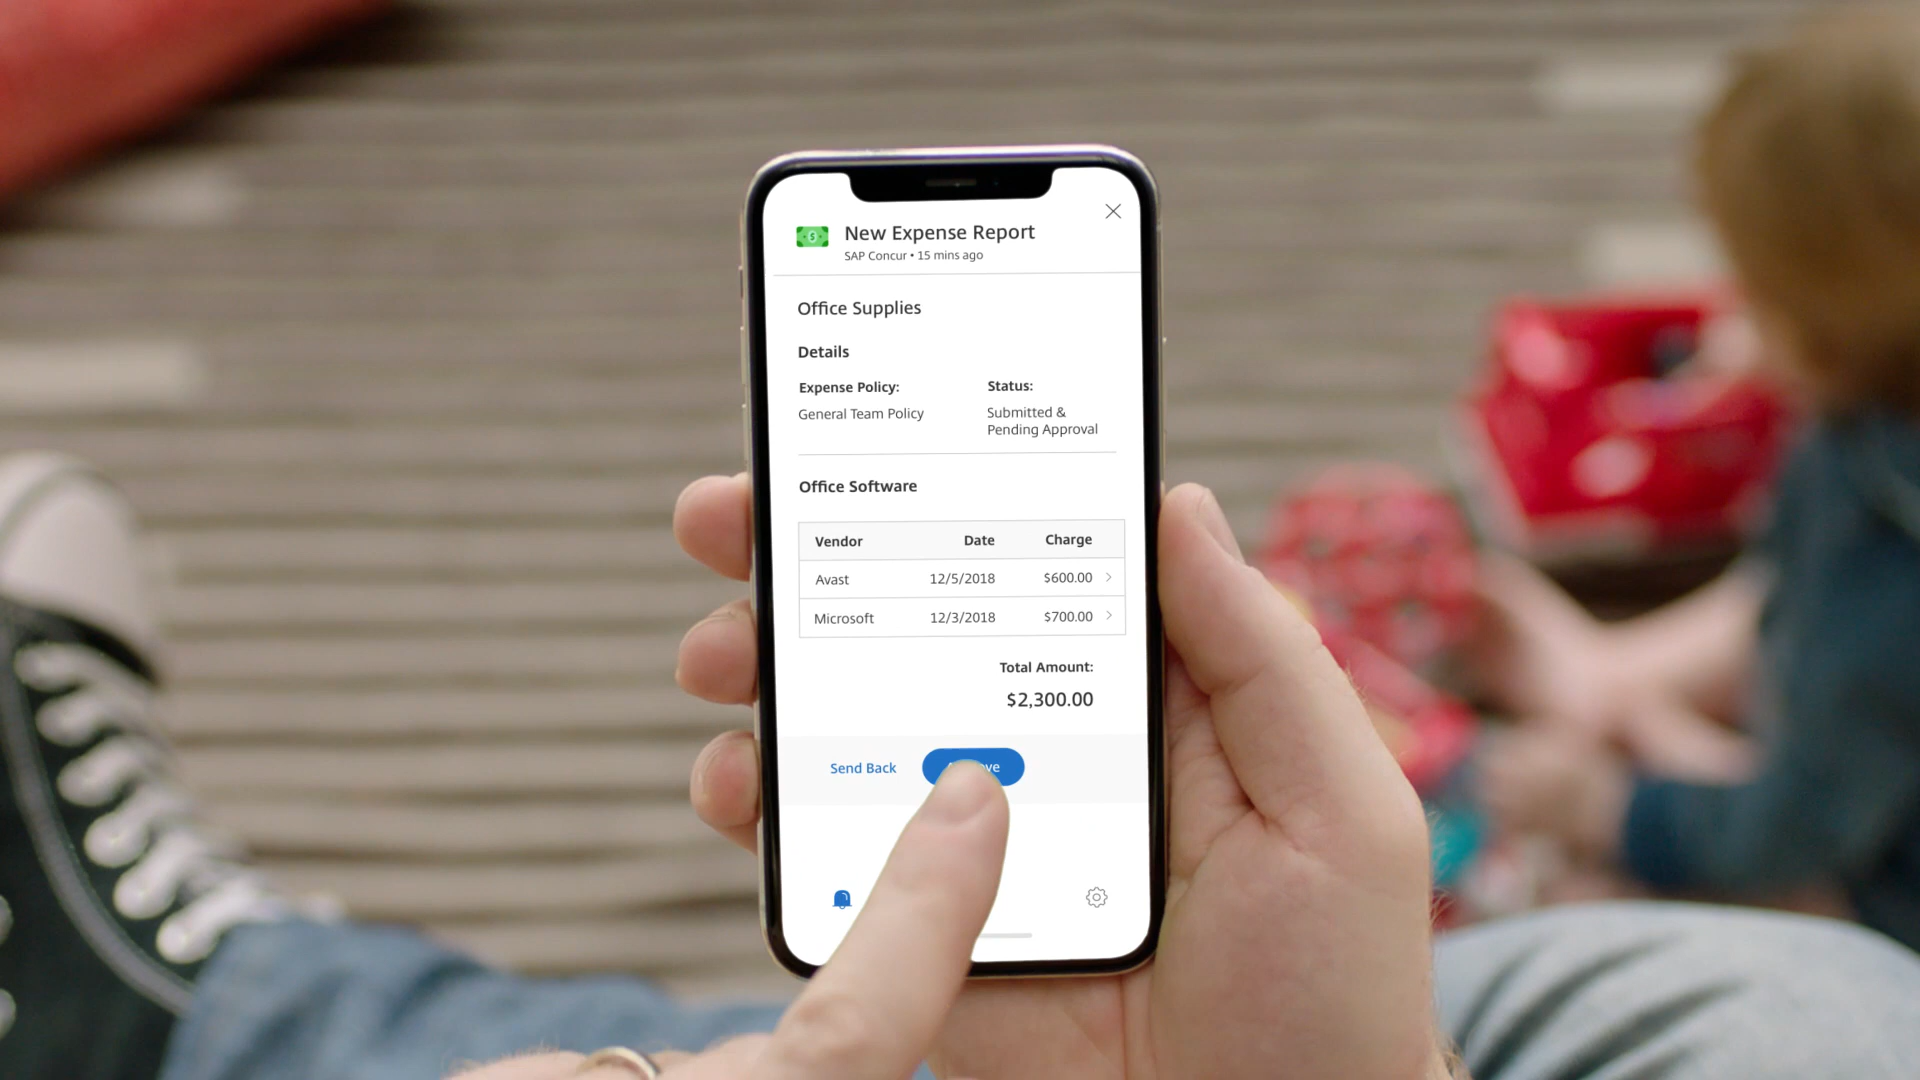 New Expense Report
SAP Concur • 15 mins ago
Office Supplies
Details
Expense Policy: Status:
General Team Policy Submitted &
Pending Approval
Office Software
Vendor Date Charge
Avast 12/5/2018 $600.00
Microsoft 12/3/2018 $700.00
Total Amount:
$2,300.00
Send Back